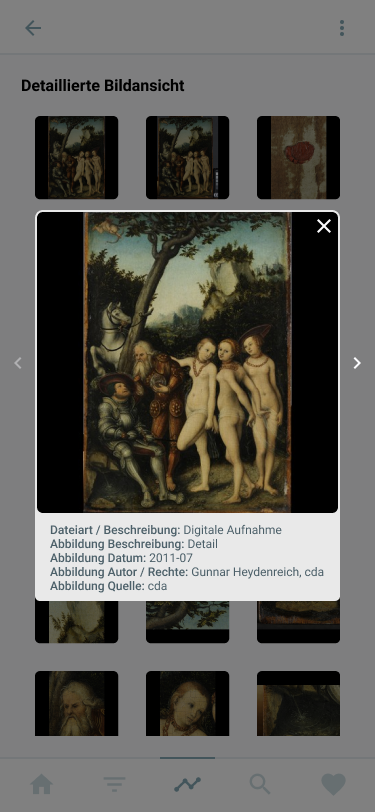 Detaillierte Bildansicht
Dateiart / Beschreibung: Digitale Aufnahme
Abbildung Beschreibung: Detail
Abbildung Datum: 2011-07
Abbildung Autor / Rechte: Gunnar Heydenreich, cda
Abbildung Quelle: cda